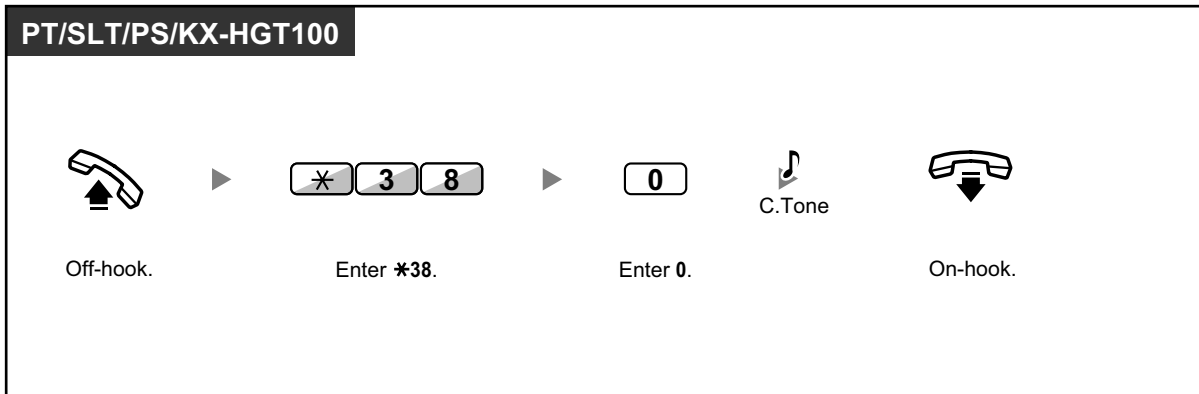 PT/SLT/PS/KX-HGT100
* 3 8 0
C.Tone
Off-hook. Enter *38. Enter 0. On-hook.